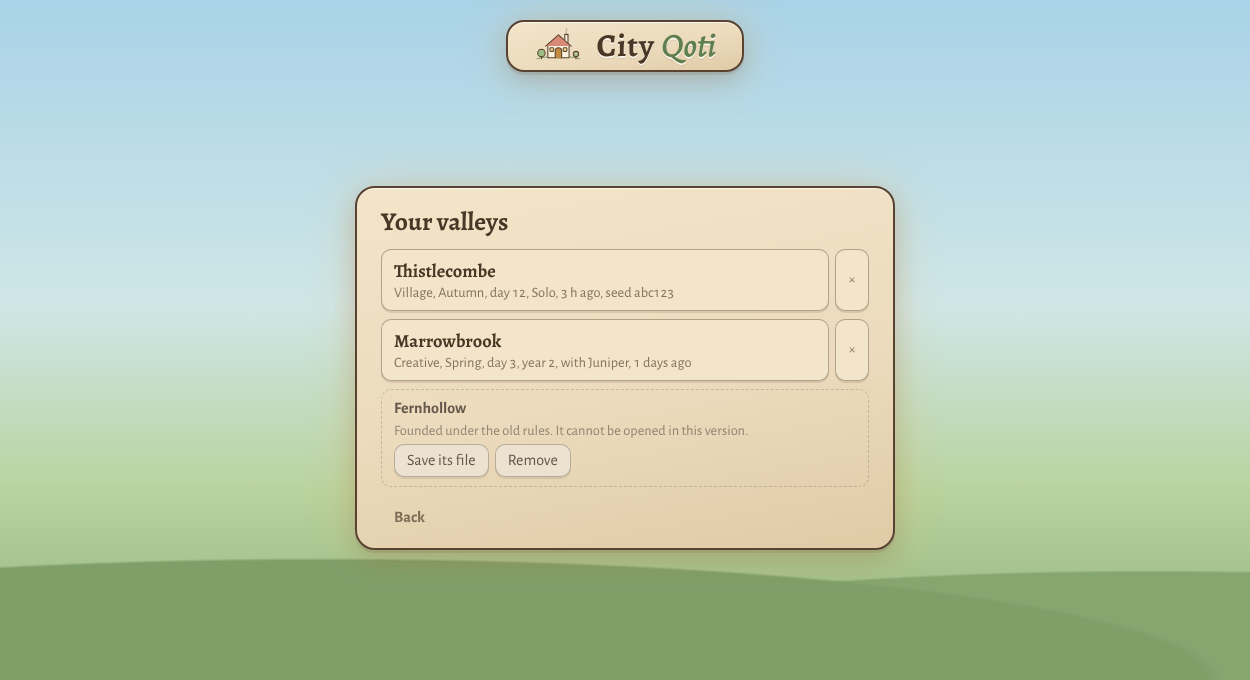 City Qoti
Your valleys
Thistlecombe
Village, Autumn, day 12, Solo, 3 h ago, seed abc123
×
Marrowbrook
Creative, Spring, day 3, year 2, with Juniper, 1 days ago
×
Fernhollow
Founded under the old rules. It cannot be opened in this version.
Save its file
Remove
Back